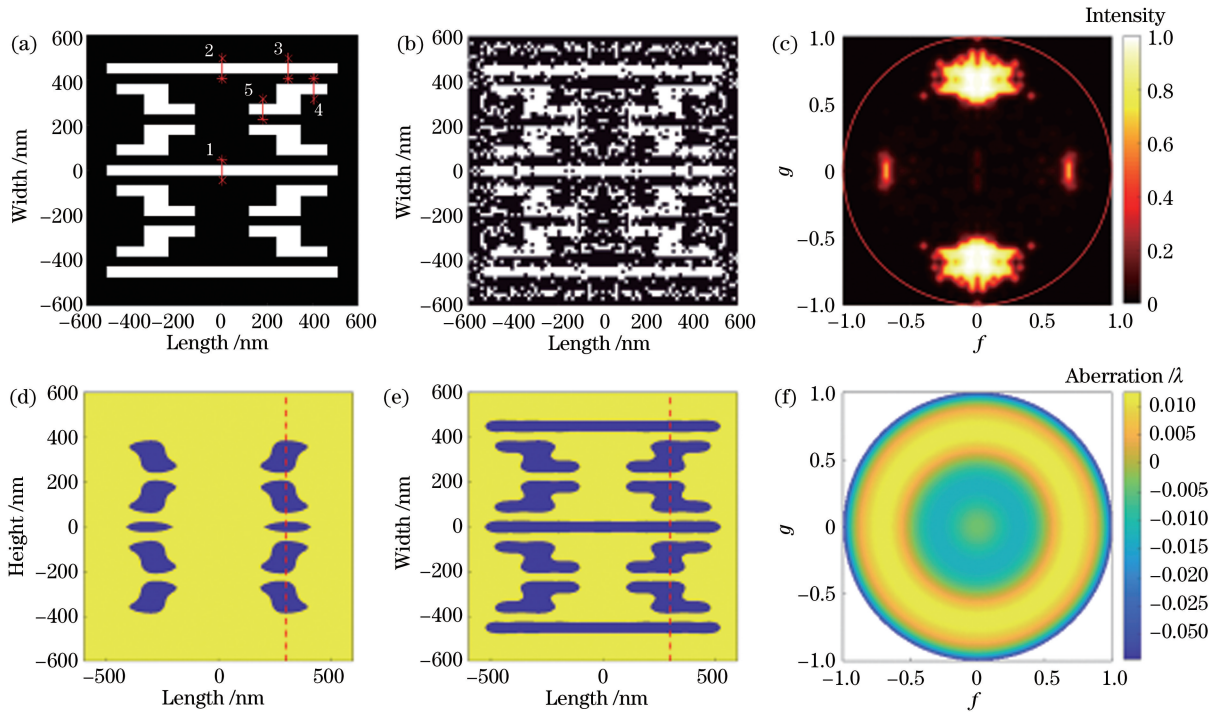 Intensity
(a)
600
400
200
0
−200
−400
−600
Width /nm
1
2
3
4
5
−600 −400 −200 0 200 400 600
Length /nm
(b)
600
400
200
0
−200
−400
−600
Width /nm
−600 −400 −200 0 200 400 600
Length /nm
(c)
1.0
0.5
0
−0.5
−1.0
g
−1.0 −0.5 0 0.5 1.0
f
1.0
0.8
0.6
0.4
0.2
0
(d)
600
400
200
0
−200
−400
−600
Height /nm
−500 0 500
Length /nm
(e)
600
400
200
0
−200
−400
−600
Width /nm
−500 0 500
Length /nm
Aberration /λ
(f)
1.0
0.5
0
−0.5
−1.0
g
−1.0 −0.5 0 0.5 1.0
f
0.010
0.005
0
−0.005
−0.010
−0.015
−0.020
−0.025
−0.050